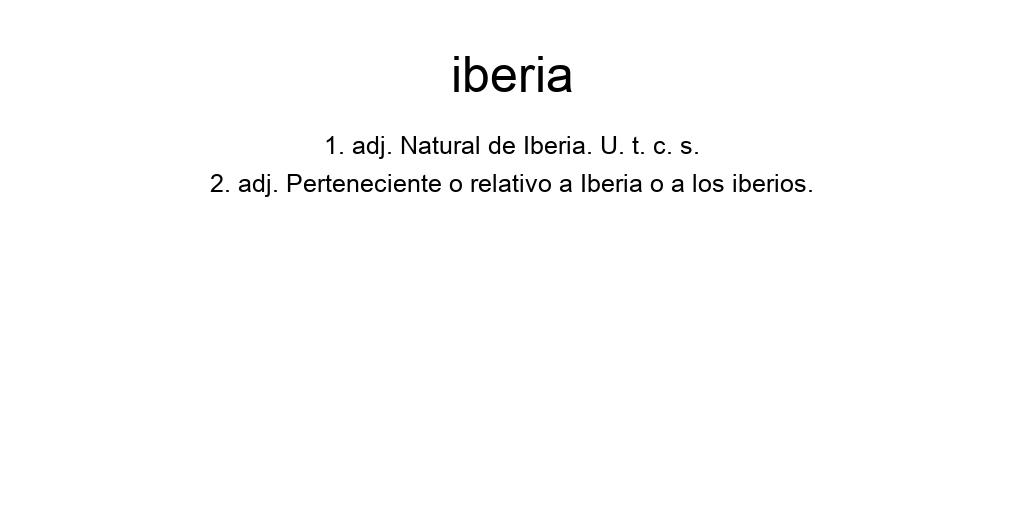 iberia
1. adj. Natural de Iberia. U. t. c. s.
2. adj. Perteneciente o relativo a Iberia o a los iberios.